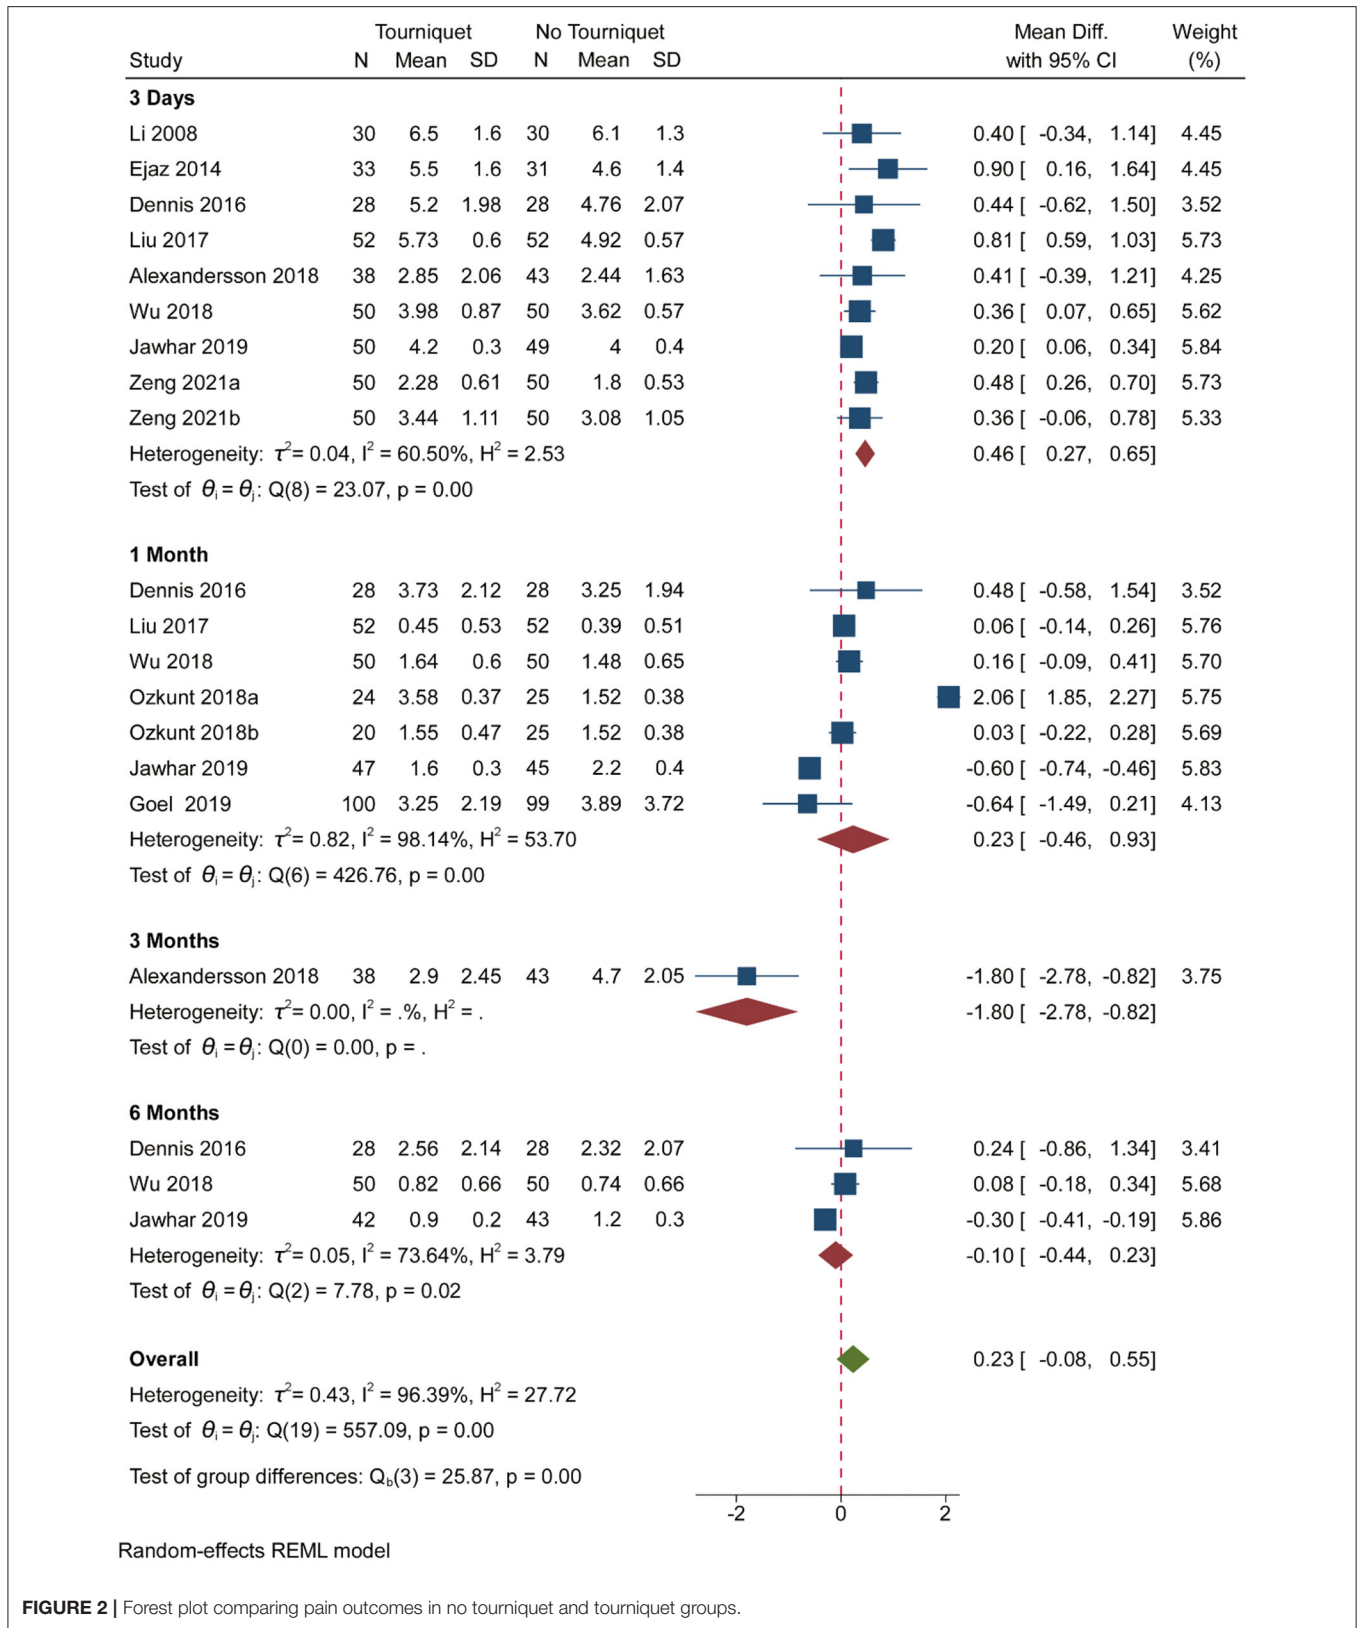 Tourniquet No Tourniquet Mean Diff. Weight
Study N Mean SD N Mean SD with 95% CI (%)
3 Days
Li 2008 30 6.5 1.6 30 6.1 1.3 0.40 [ -0.34, 1.14] 4.45
Ejaz 2014 33 5.5 1.6 31 4.6 1.4 0.90 [ 0.16, 1.64] 4.45
Dennis 2016 28 5.2 1.98 28 4.76 2.07 0.44 [ -0.62, 1.50] 3.52
Liu 2017 52 5.73 0.6 52 4.92 0.57 0.81 [ 0.59, 1.03] 5.73
Alexandersson 2018 38 2.85 2.06 43 2.44 1.63 0.41 [ -0.39, 1.21] 4.25
Wu 2018 50 3.98 0.87 50 3.62 0.57 0.36 [ 0.07, 0.65] 5.62
Jawhar 2019 50 4.2 0.3 49 4 0.4 0.20 [ 0.06, 0.34] 5.84
Zeng 2021a 50 2.28 0.61 50 1.8 0.53 0.48 [ 0.26, 0.70] 5.73
Zeng 2021b 50 3.44 1.11 50 3.08 1.05 0.36 [ -0.06, 0.78] 5.33
Heterogeneity: τ²= 0.04, I² = 60.50%, H² = 2.53 0.46 [ 0.27, 0.65]
Test of θᵢ = θⱼ: Q(8) = 23.07, p = 0.00
1 Month
Dennis 2016 28 3.73 2.12 28 3.25 1.94 0.48 [ -0.58, 1.54] 3.52
Liu 2017 52 0.45 0.53 52 0.39 0.51 0.06 [ -0.14, 0.26] 5.76
Wu 2018 50 1.64 0.6 50 1.48 0.65 0.16 [ -0.09, 0.41] 5.70
Ozkunt 2018a 24 3.58 0.37 25 1.52 0.38 2.06 [ 1.85, 2.27] 5.75
Ozkunt 2018b 20 1.55 0.47 25 1.52 0.38 0.03 [ -0.22, 0.28] 5.69
Jawhar 2019 47 1.6 0.3 45 2.2 0.4 -0.60 [ -0.74, -0.46] 5.83
Goel 2019 100 3.25 2.19 99 3.89 3.72 -0.64 [ -1.49, 0.21] 4.13
Heterogeneity: τ²= 0.82, I² = 98.14%, H² = 53.70 0.23 [ -0.46, 0.93]
Test of θᵢ = θⱼ: Q(6) = 426.76, p = 0.00
3 Months
Alexandersson 2018 38 2.9 2.45 43 4.7 2.05 -1.80 [ -2.78, -0.82] 3.75
Heterogeneity: τ²= 0.00, I² = .%, H² = . -1.80 [ -2.78, -0.82]
Test of θᵢ = θⱼ: Q(0) = 0.00, p = .
6 Months
Dennis 2016 28 2.56 2.14 28 2.32 2.07 0.24 [ -0.86, 1.34] 3.41
Wu 2018 50 0.82 0.66 50 0.74 0.66 0.08 [ -0.18, 0.34] 5.68
Jawhar 2019 42 0.9 0.2 43 1.2 0.3 -0.30 [ -0.41, -0.19] 5.86
Heterogeneity: τ²= 0.05, I² = 73.64%, H² = 3.79 -0.10 [ -0.44, 0.23]
Test of θᵢ = θⱼ: Q(2) = 7.78, p = 0.02
Overall 0.23 [ -0.08, 0.55]
Heterogeneity: τ²= 0.43, I² = 96.39%, H² = 27.72
Test of θᵢ = θⱼ: Q(19) = 557.09, p = 0.00
Test of group differences: Q_b(3) = 25.87, p = 0.00
-2 0 2
Random-effects REML model
FIGURE 2 | Forest plot comparing pain outcomes in no tourniquet and tourniquet groups.